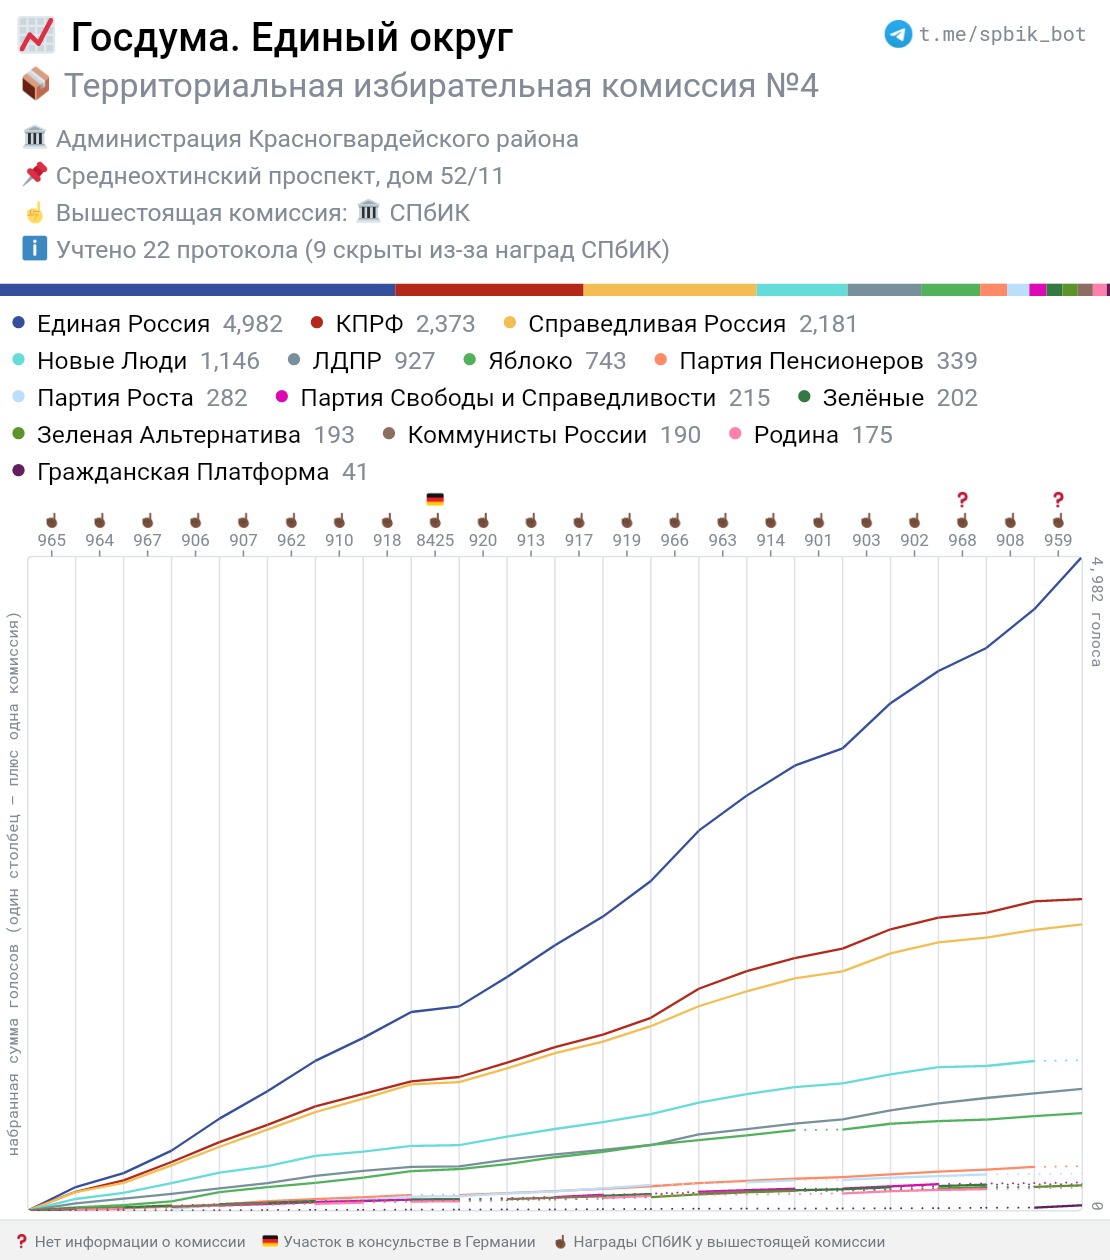 Госдума. Единый округ
t.me/spbik_bot
Территориальная избирательная комиссия №4
Администрация Красногвардейского района
Среднеохтинский проспект, дом 52/11
Вышестоящая комиссия: СПбИК
Учтено 22 протокола (9 скрыты из-за наград СПбИК)
Единая Россия 4,982 КПРФ 2,373 Справедливая Россия 2,181
Новые Люди 1,146 ЛДПР 927 Яблоко 743 Партия Пенсионеров 339
Партия Роста 282 Партия Свободы и Справедливости 215 Зелёные 202
Зеленая Альтернатива 193 Коммунисты России 190 Родина 175
Гражданская Платформа 41
965 964 967 906 907 962 910 918 8425 920 913 917 919 966 963 914 901 903 902 968 908 959
набранная сумма голосов (один столбец – плюс одна комиссия)
4,982 голоса
0
Нет информации о комиссии Участок в консульстве в Германии Награды СПбИК у вышестоящей комиссии